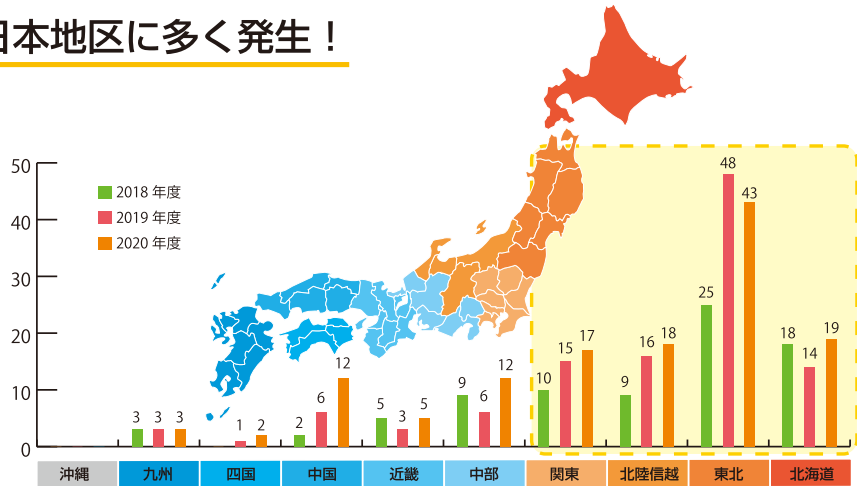 日本地区に多く発生！
50
40
30
20
10
0
2018 年度
2019 年度
2020 年度
3 3 3
1 2
2 6 12
5 3 5
9 6 12
10 15 17
9 16 18
25 48 43
18 14 19
沖縄 九州 四国 中国 近畿 中部 関東 北陸信越 東北 北海道